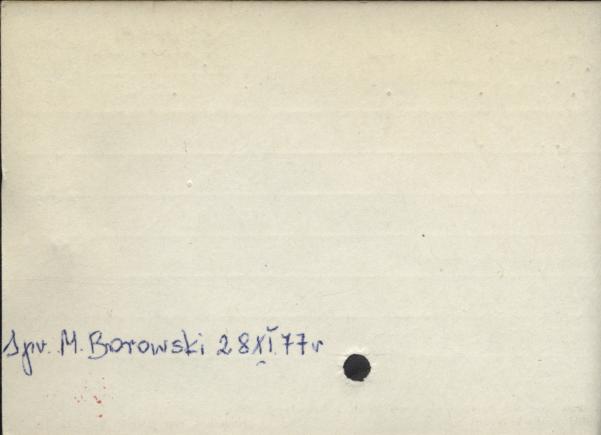 Spr. M. Borowski 28 XI 77 r